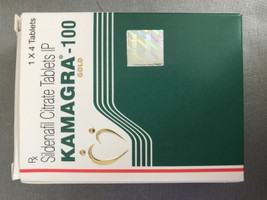 1 X 4 Tablets
Rx
Sildenafil Citrate Tablets IP
KAMAGRA®-100
GOLD